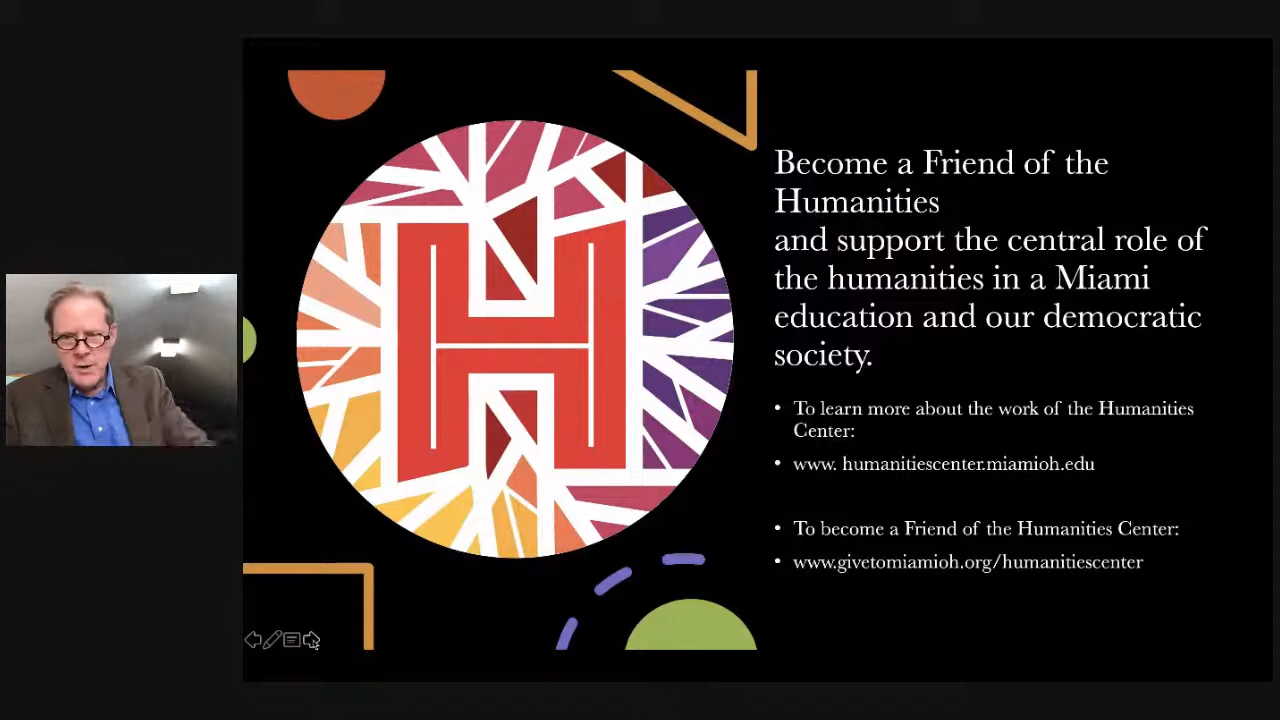 Become a Friend of the
Humanities
and support the central role of
the humanities in a Miami
education and our democratic
society.
• To learn more about the work of the Humanities
Center:
• www. humanitiescenter.miamioh.edu
• To become a Friend of the Humanities Center:
• www.givetomiamioh.org/humanitiescenter